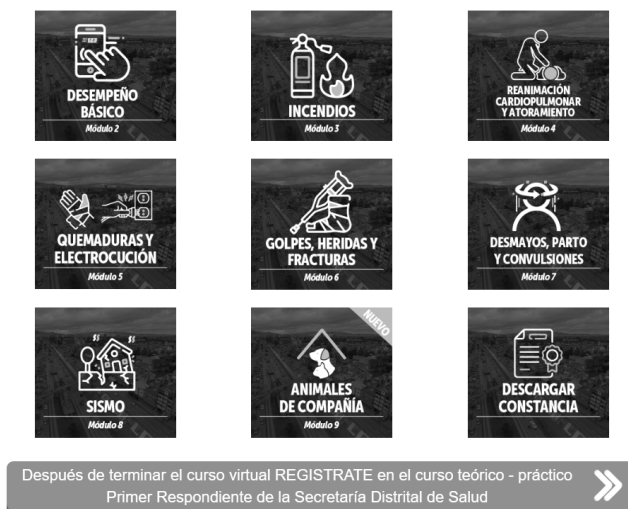 DESEMPEÑO
BÁSICO
Módulo 2
INCENDIOS
Módulo 3
REANIMACIÓN
CARDIOPULMONAR
Y ATORAMIENTO
Módulo 4
QUEMADURAS Y
ELECTROCUCIÓN
Módulo 5
GOLPES, HERIDAS Y
FRACTURAS
Módulo 6
DESMAYOS, PARTO
Y CONVULSIONES
Módulo 7
$$ $$
SISMO
Módulo 8
NUEVO
ANIMALES
DE COMPAÑÍA
Módulo 9
DESCARGAR
CONSTANCIA
Después de terminar el curso virtual REGISTRATE en el curso teórico - práctico
Primer Respondiente de la Secretaría Distrital de Salud